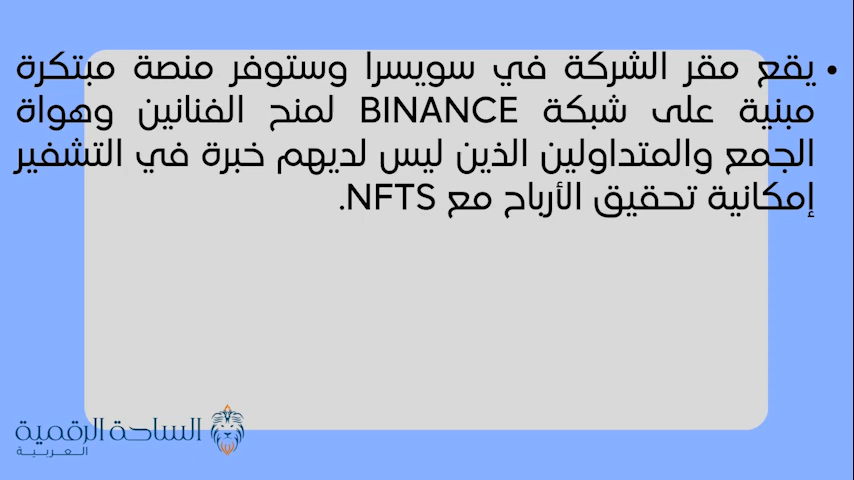 • يقع مقر الشركة في سويسرا وستوفر منصة مبتكرة
مبنية على شبكة BINANCE لمنح الفنانين وهواة
الجمع والمتداولين الذين ليس لديهم خبرة في التشفير
إمكانية تحقيق الأرباح مع NFTS.
الساحة الرقمية
العربية